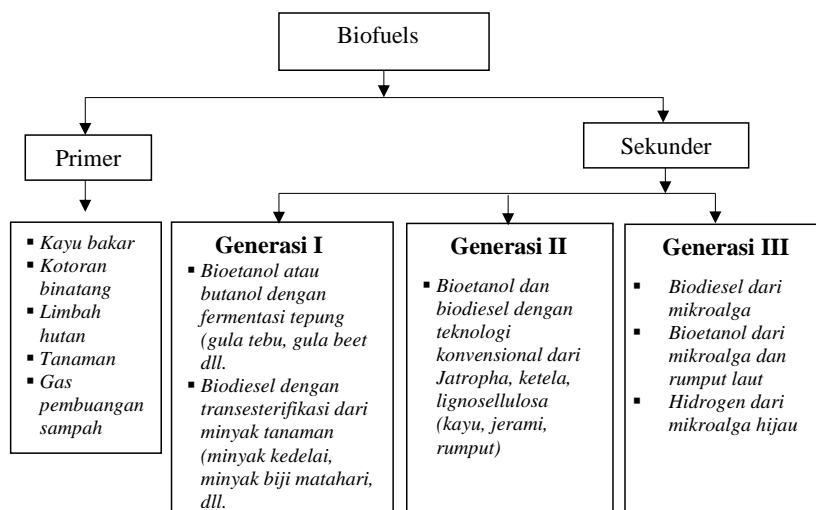 Biofuels
Primer
Sekunder
▪ Kayu bakar
▪ Kotoran
binatang
▪ Limbah
hutan
▪ Tanaman
▪ Gas
pembuangan
sampah
Generasi I
▪ Bioetanol atau
butanol dengan
fermentasi tepung
(gula tebu, gula beet
dll.
▪ Biodiesel dengan
transesterifikasi dari
minyak tanaman
(minyak kedelai,
minyak biji matahari,
dll.
Generasi II
▪ Bioetanol dan
biodiesel dengan
teknologi
konvensional dari
Jatropha, ketela,
lignosellulosa
(kayu, jerami,
rumput)
Generasi III
▪ Biodiesel dari
mikroalga
▪ Bioetanol dari
mikroalga dan
rumput laut
▪ Hidrogen dari
mikroalga hijau